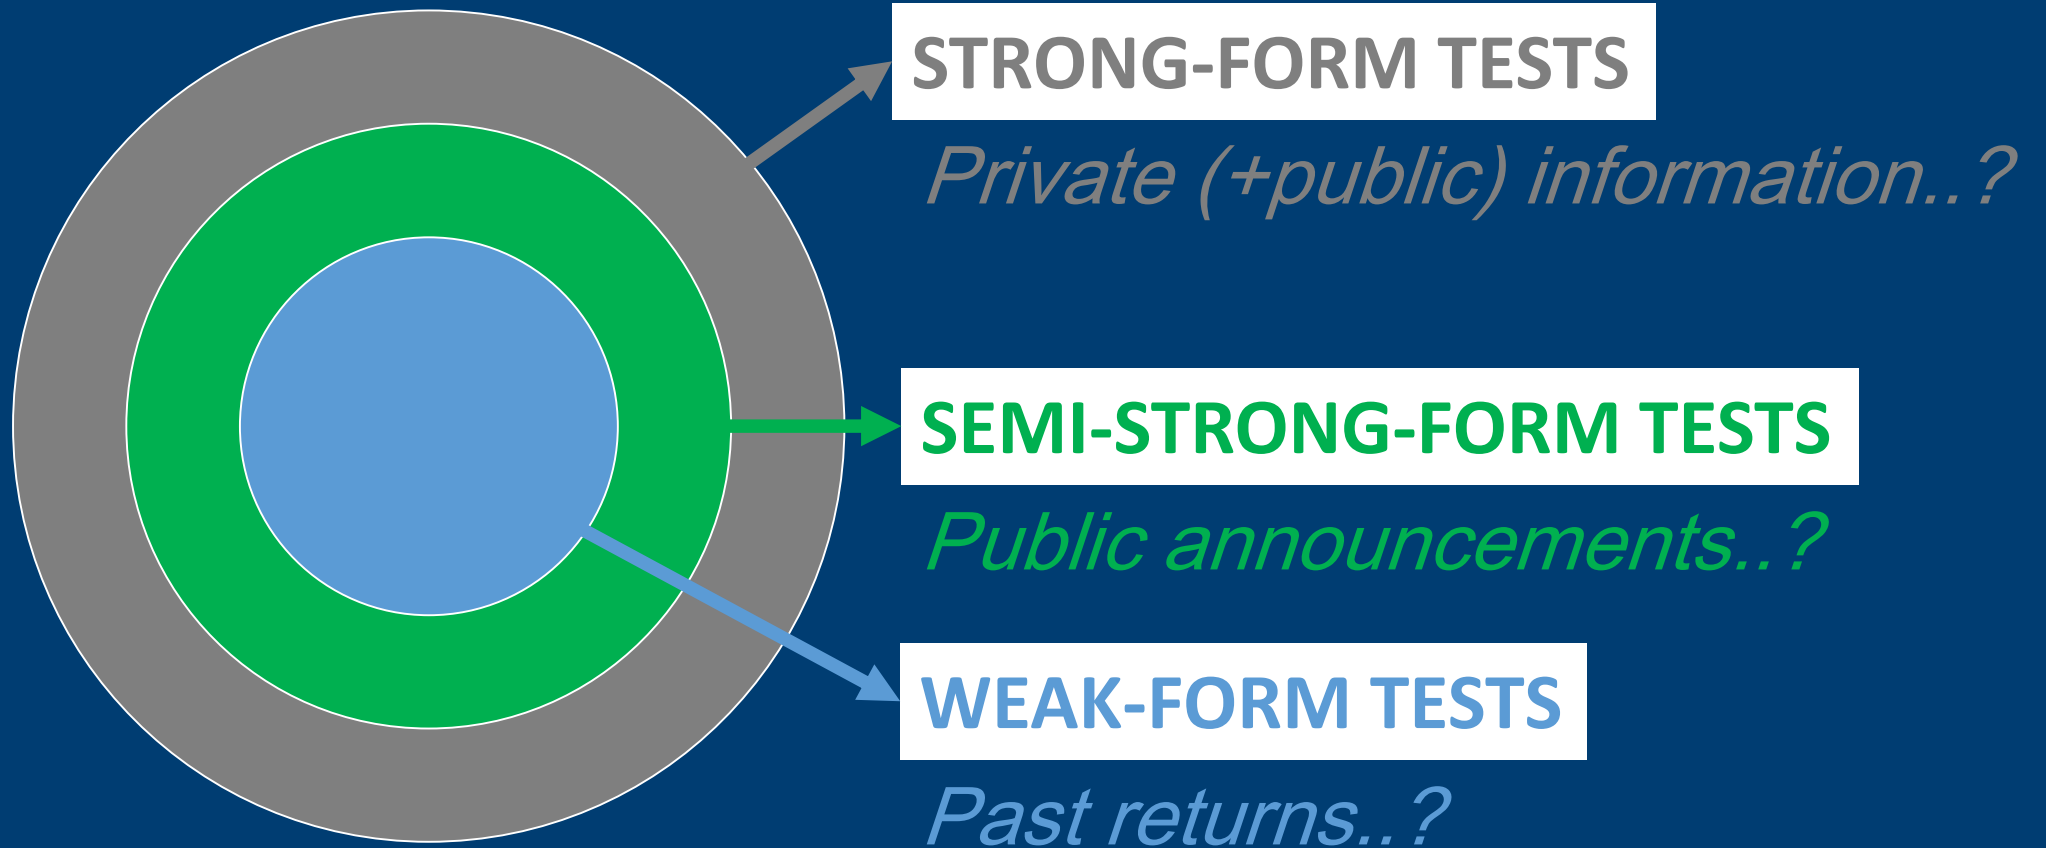 STRONG-FORM TESTS
Private (+public) information..?
SEMI-STRONG-FORM TESTS
Public announcements..?
WEAK-FORM TESTS
Past returns..?